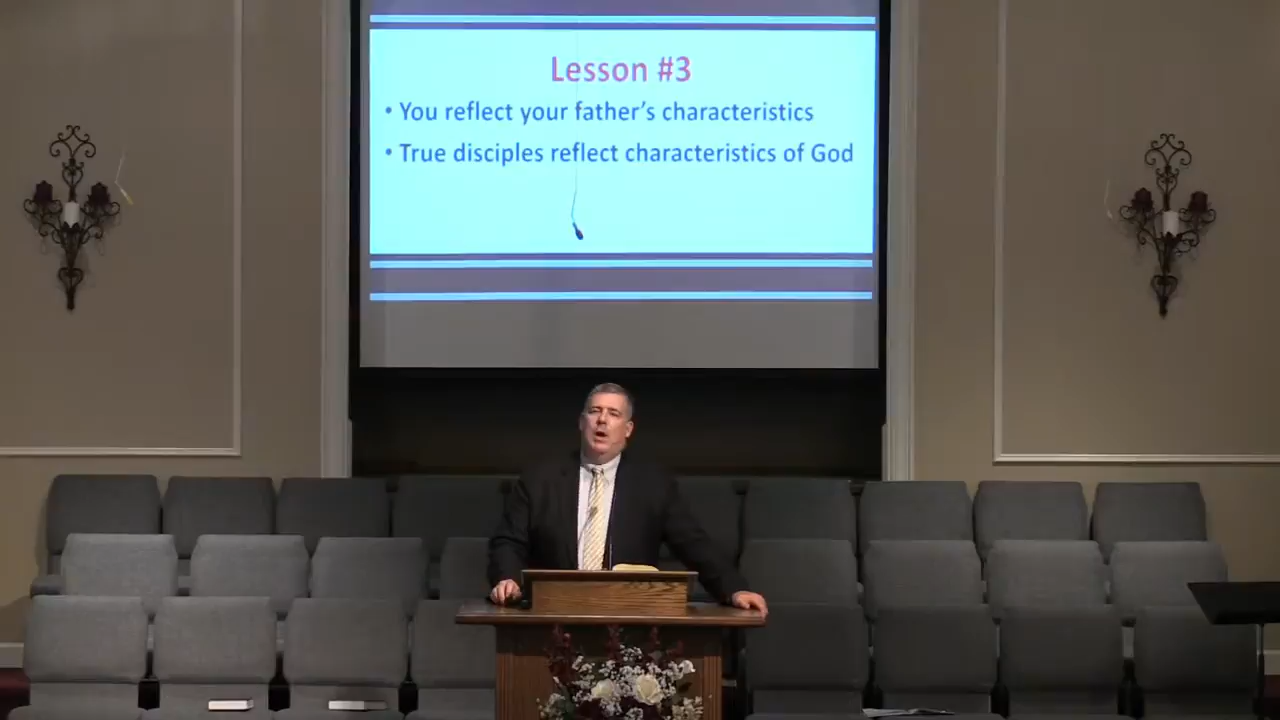 Lesson #3
• You reflect your father's characteristics
• True disciples reflect characteristics of God